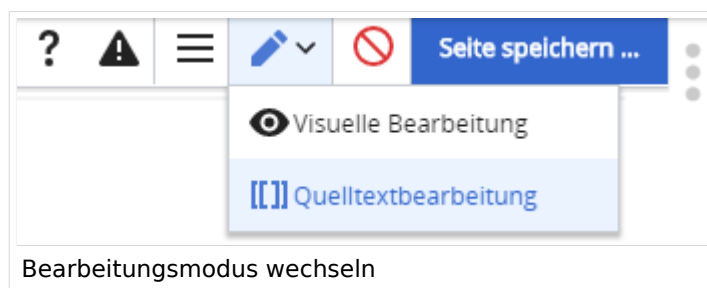 ? Seite speichern ...
Visuelle Bearbeitung
[[]] Quelltextbearbeitung
Bearbeitungsmodus wechseln